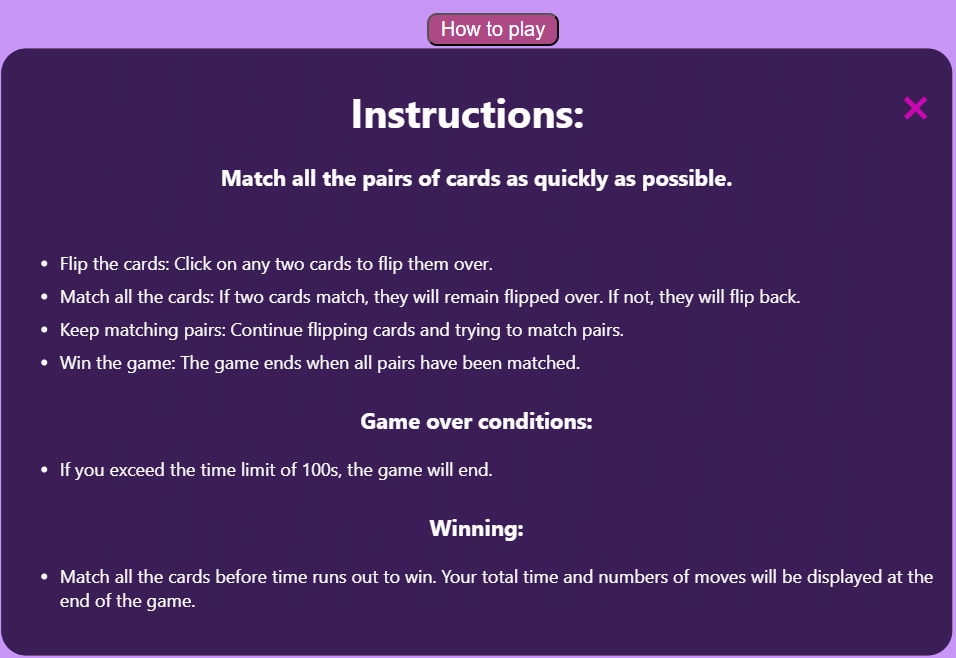 How to play
Instructions:
Match all the pairs of cards as quickly as possible.
• Flip the cards: Click on any two cards to flip them over.
• Match all the cards: If two cards match, they will remain flipped over. If not, they will flip back.
• Keep matching pairs: Continue flipping cards and trying to match pairs.
• Win the game: The game ends when all pairs have been matched.
Game over conditions:
• If you exceed the time limit of 100s, the game will end.
Winning:
• Match all the cards before time runs out to win. Your total time and numbers of moves will be displayed at the
end of the game.